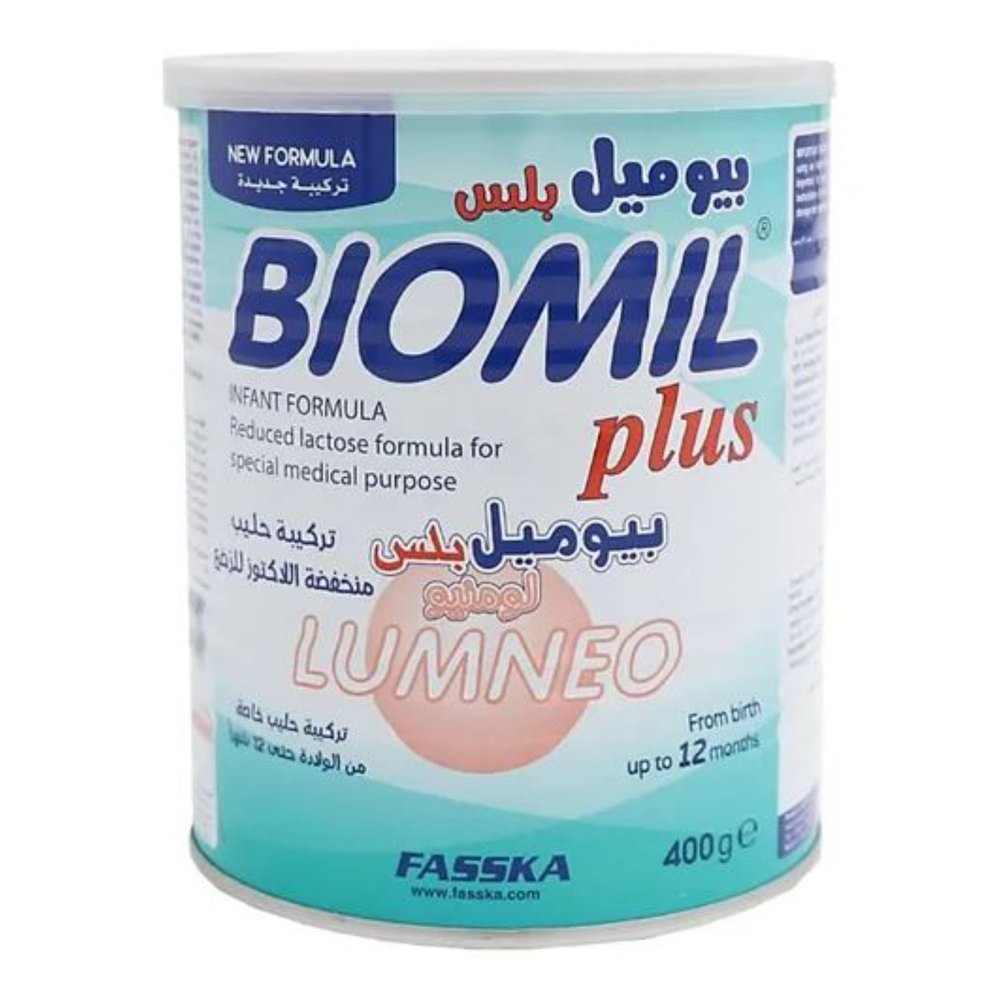 NEW FORMULA
تركيبة جديدة
بيوميل بلس
BIOMIL®
plus
INFANT FORMULA
Reduced lactose formula for
special medical purpose
تركيبة حليب
منخفضة اللاكتوز للرضع
بيوميل بلس
لومنيو
LUMNEO
تركيبة حليب خاصة
من الولادة حتى 12 شهرا
From birth
up to 12 months
400g e
FASSKA
www.fasska.com